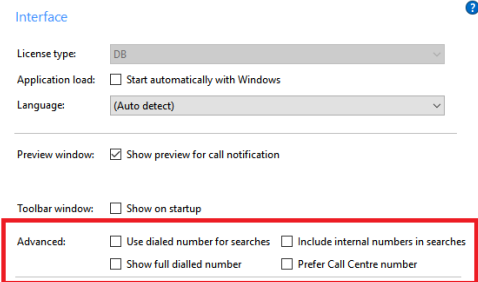 Interface
?
License type: DB
Application load: Start automatically with Windows
Language: (Auto detect)
Preview window: Show preview for call notification
Toolbar window: Show on startup
Advanced: Use dialed number for searches Include internal numbers in searches
Show full dialled number Prefer Call Centre number